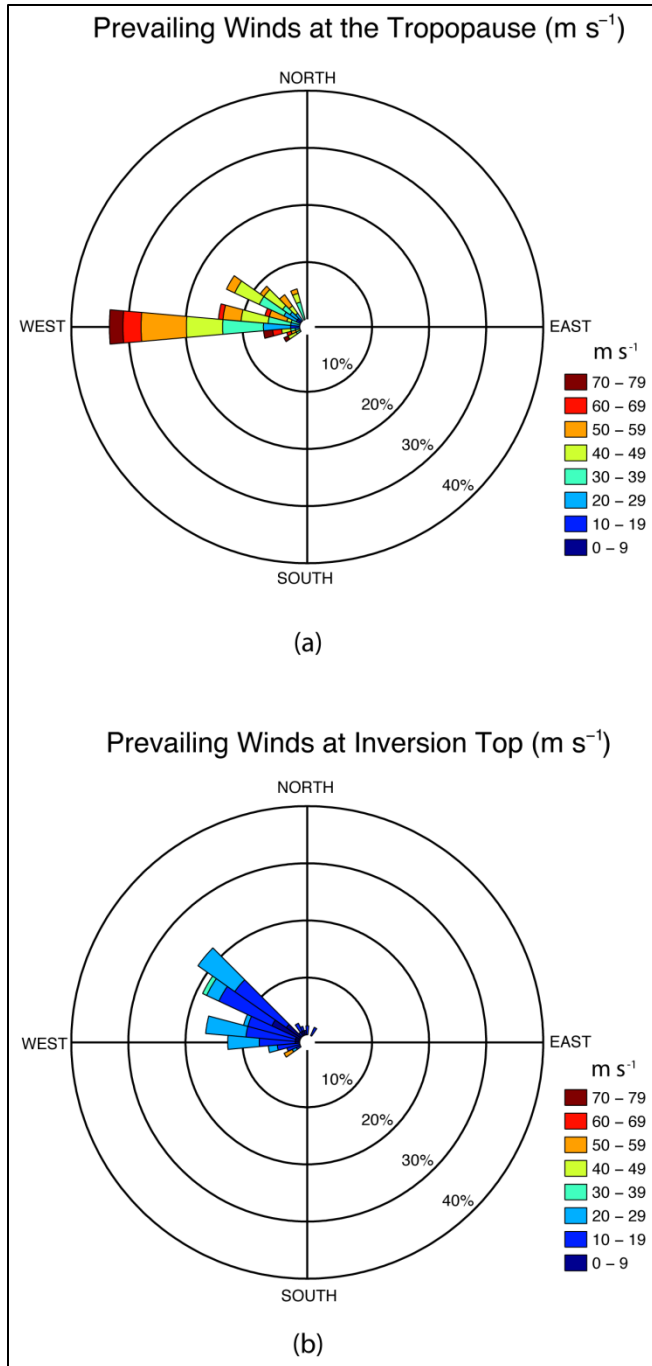 Prevailing Winds at the Tropopause (m s⁻¹)
NORTH
WEST
EAST
10%
20%
30%
40%
SOUTH
m s⁻¹
70 – 79
60 – 69
50 – 59
40 – 49
30 – 39
20 – 29
10 – 19
0 – 9
(a)
Prevailing Winds at Inversion Top (m s⁻¹)
NORTH
WEST
EAST
10%
20%
30%
40%
SOUTH
m s⁻¹
70 – 79
60 – 69
50 – 59
40 – 49
30 – 39
20 – 29
10 – 19
0 – 9
(b)